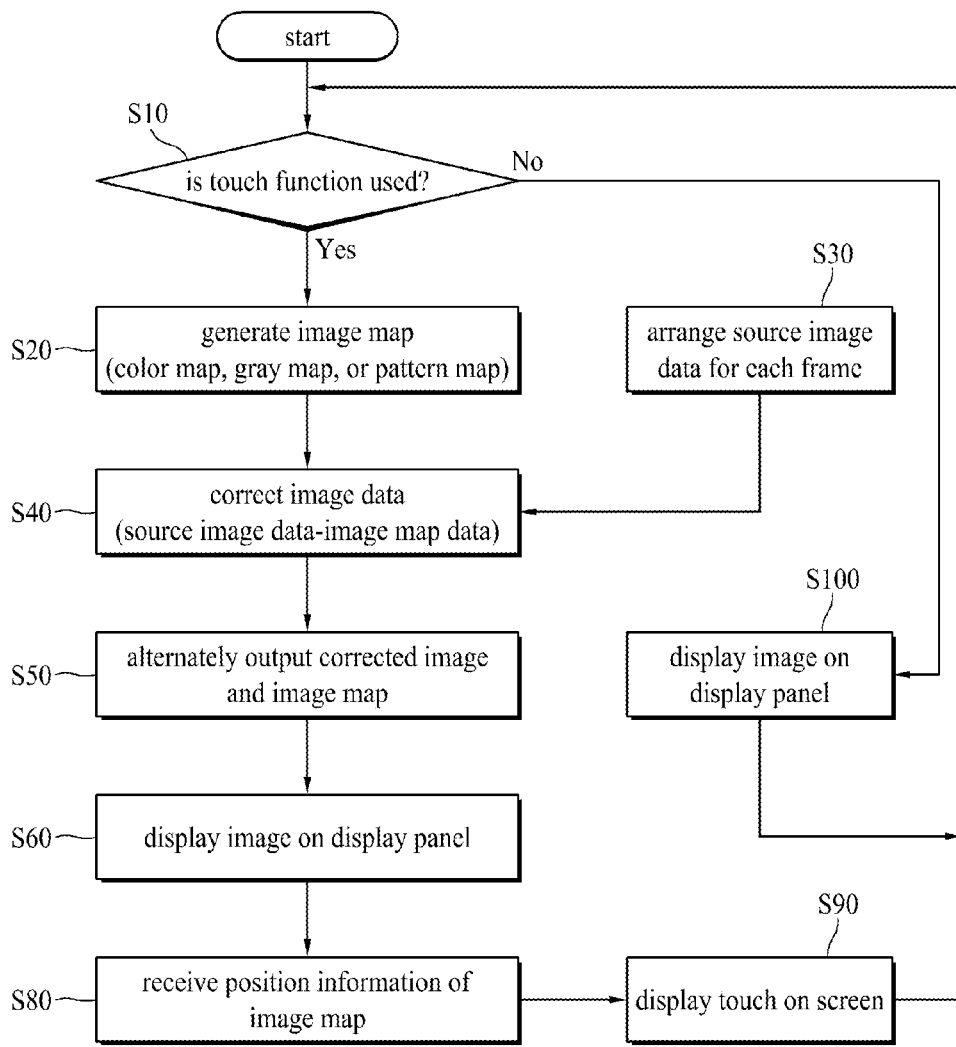 start
S10
is touch function used?
No
Yes
S30
S20
generate image map
(color map, gray map, or pattern map)
arrange source image
data for each frame
S40
correct image data
(source image data-image map data)
S100
S50
alternately output corrected image
and image map
display image on
display panel
S60
display image on display panel
S90
S80
receive position information of
image map
display touch on screen